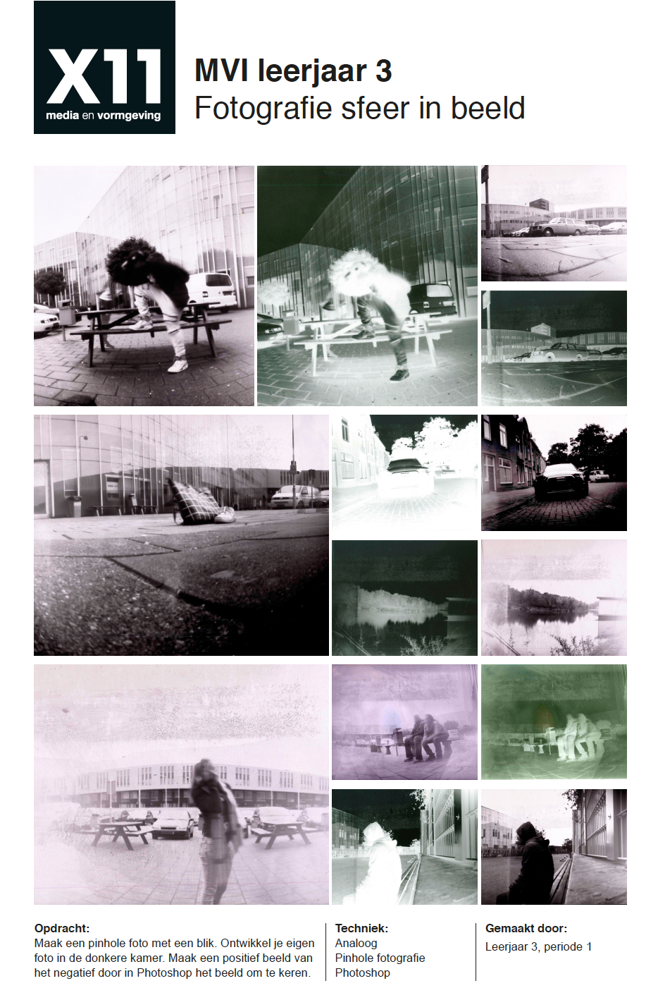 X11
media en vormgeving
MVI leerjaar 3
Fotografie sfeer in beeld
Opdracht:
Maak een pinhole foto met een blik. Ontwikkel je eigen
foto in de donkere kamer. Maak een positief beeld van
het negatief door in Photoshop het beeld om te keren.
Techniek:
Analoog
Pinhole fotografie
Photoshop
Gemaakt door:
Leerjaar 3, periode 1